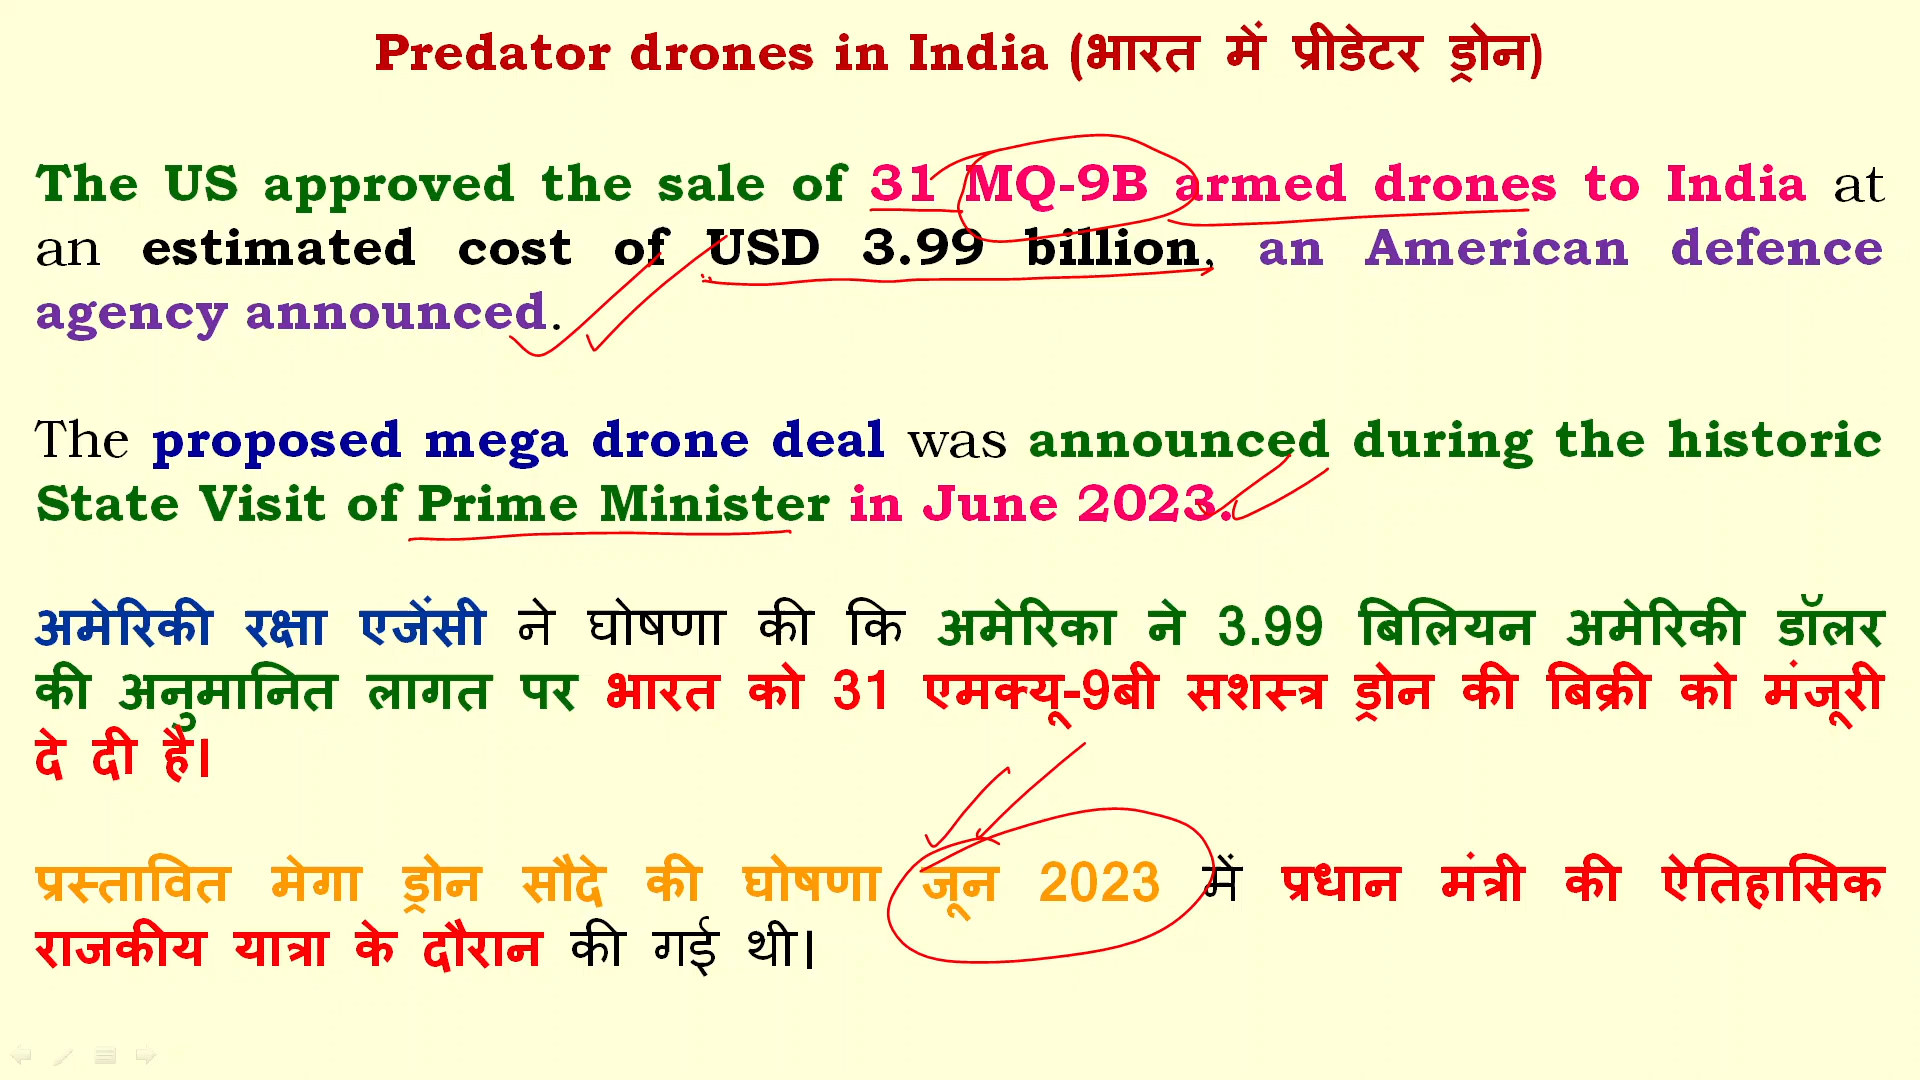 Predator drones in India (भारत में प्रीडेटर ड्रोन)
The US approved the sale of 31 MQ-9B armed drones to India at
an estimated cost of USD 3.99 billion, an American defence
agency announced.
The proposed mega drone deal was announced during the historic
State Visit of Prime Minister in June 2023.
अमेरिकी रक्षा एजेंसी ने घोषणा की कि अमेरिका ने 3.99 बिलियन अमेरिकी डॉलर
की अनुमानित लागत पर भारत को 31 एमक्यू-9बी सशस्त्र ड्रोन की बिक्री को मंजूरी
दे दी है।
प्रस्तावित मेगा ड्रोन सौदे की घोषणा जून 2023 में प्रधान मंत्री की ऐतिहासिक
राजकीय यात्रा के दौरान की गई थी।